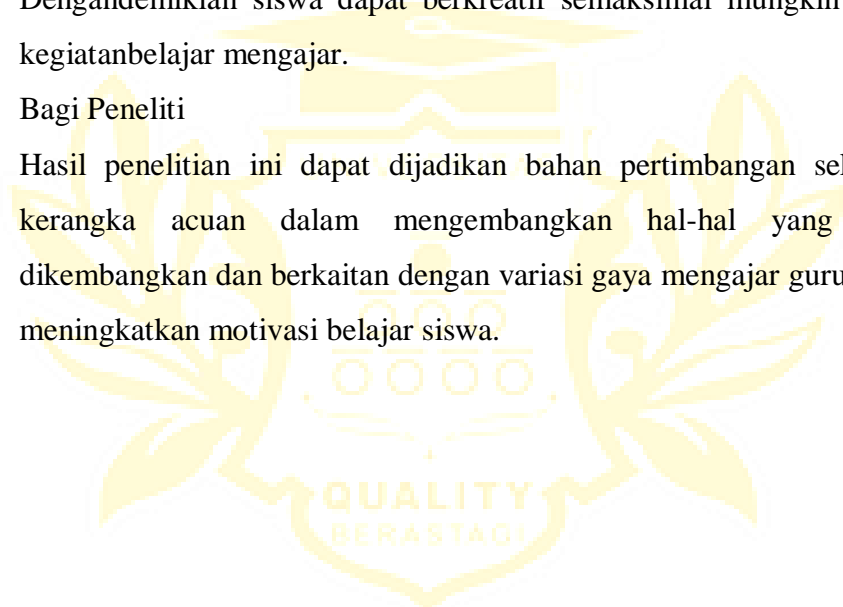 Dengandemikian siswa dapat berkreatif semaksimal mungkin
kegiatanbelajar mengajar.
Bagi Peneliti
Hasil penelitian ini dapat dijadikan bahan pertimbangan
kerangka acuan dalam mengembangkan hal-hal yang
dikembangkan dan berkaitan dengan variasi gaya mengajar guru
meningkatkan motivasi belajar siswa.
QUALITY
BERASTAGI